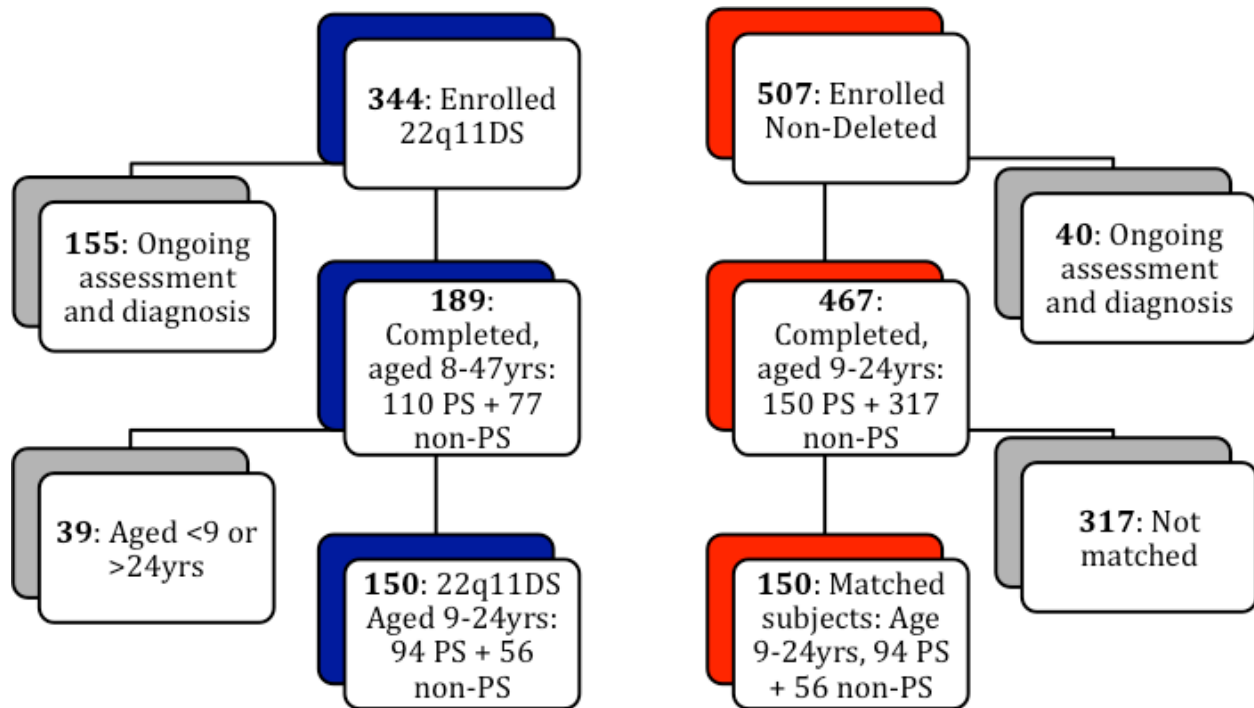 344: Enrolled
22q11DS
155: Ongoing
assessment
and diagnosis
189:
Completed,
aged 8-47yrs:
110 PS + 77
non-PS
39: Aged <9 or
>24yrs
150: 22q11DS
Aged 9-24yrs:
94 PS + 56
non-PS
507: Enrolled
Non-Deleted
40: Ongoing
assessment
and diagnosis
467:
Completed,
aged 9-24yrs:
150 PS + 317
non-PS
317: Not
matched
150: Matched
subjects: Age
9-24yrs, 94 PS
+ 56 non-PS